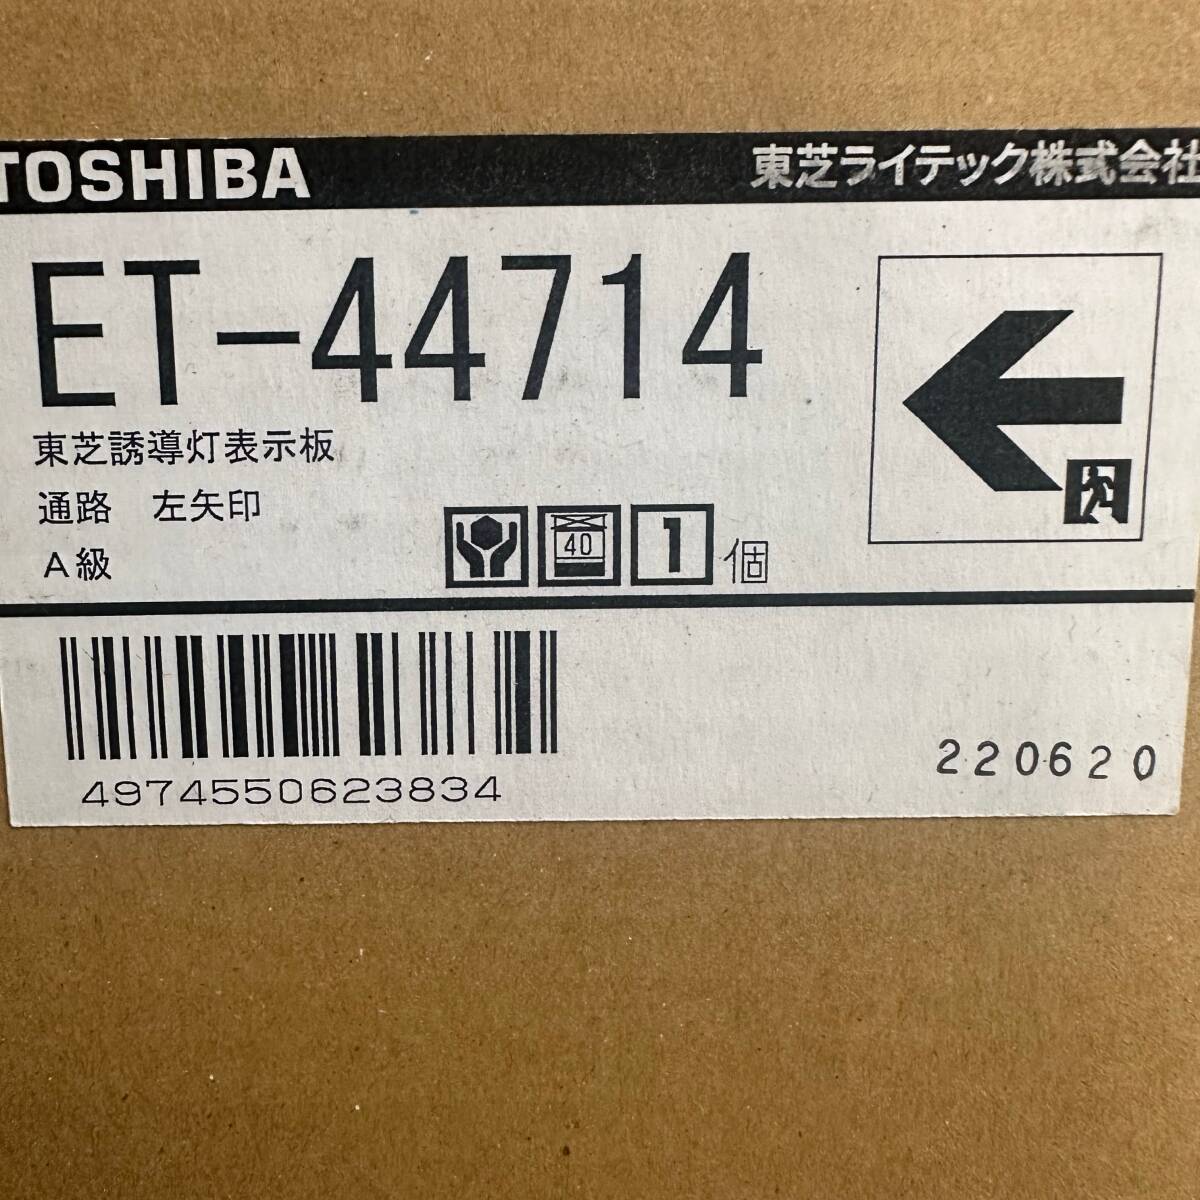 TOSHIBA 東芝ライテック株式会社
ET-44714
東芝誘導灯表示板
通路 左矢印
A級
40 1 個
4974550623834
220620